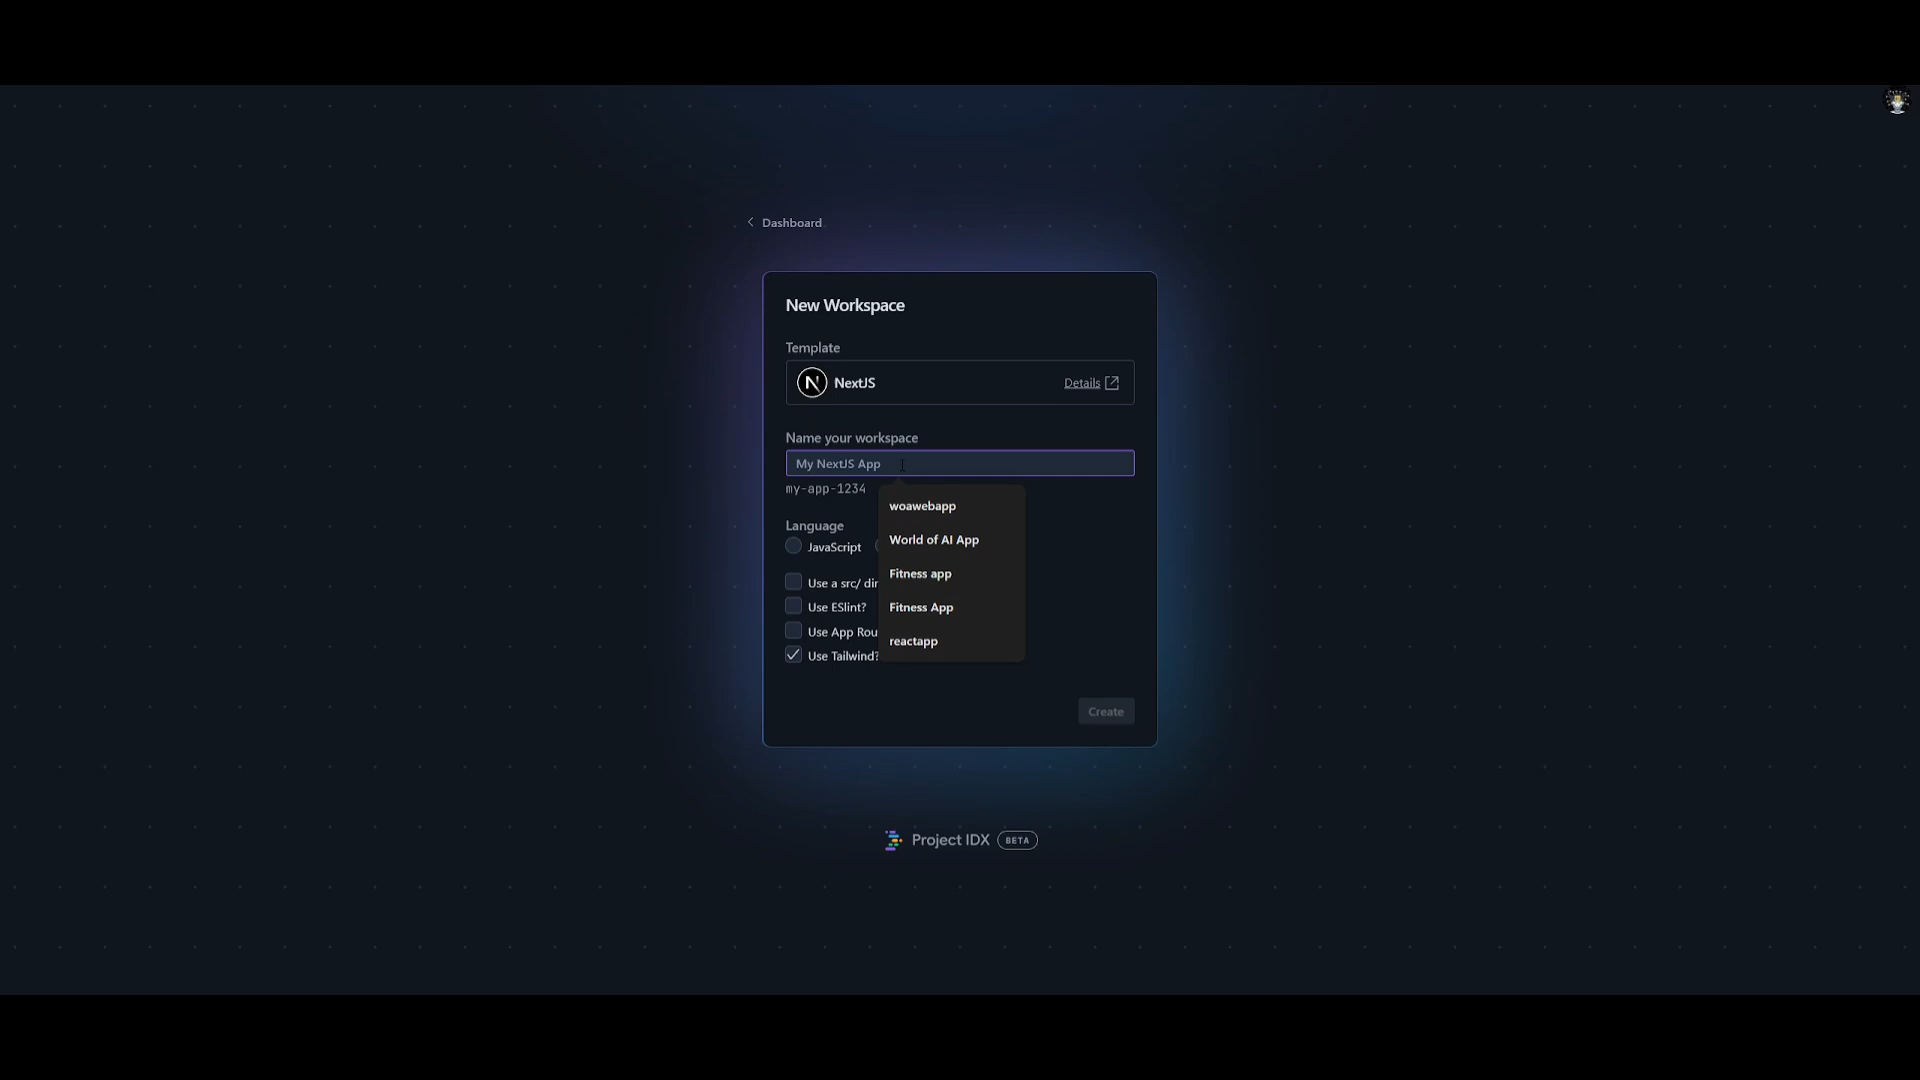 Dashboard
New Workspace
Template
NextJS
Details
Name your workspace
My NextJS App
my-app-1234
woawebapp
World of AI App
Fitness app
Fitness App
reactapp
Language
JavaScript
Use a src/ dir
Use ESlint?
Use App Rou
Use Tailwind?
Create
Project IDX BETA